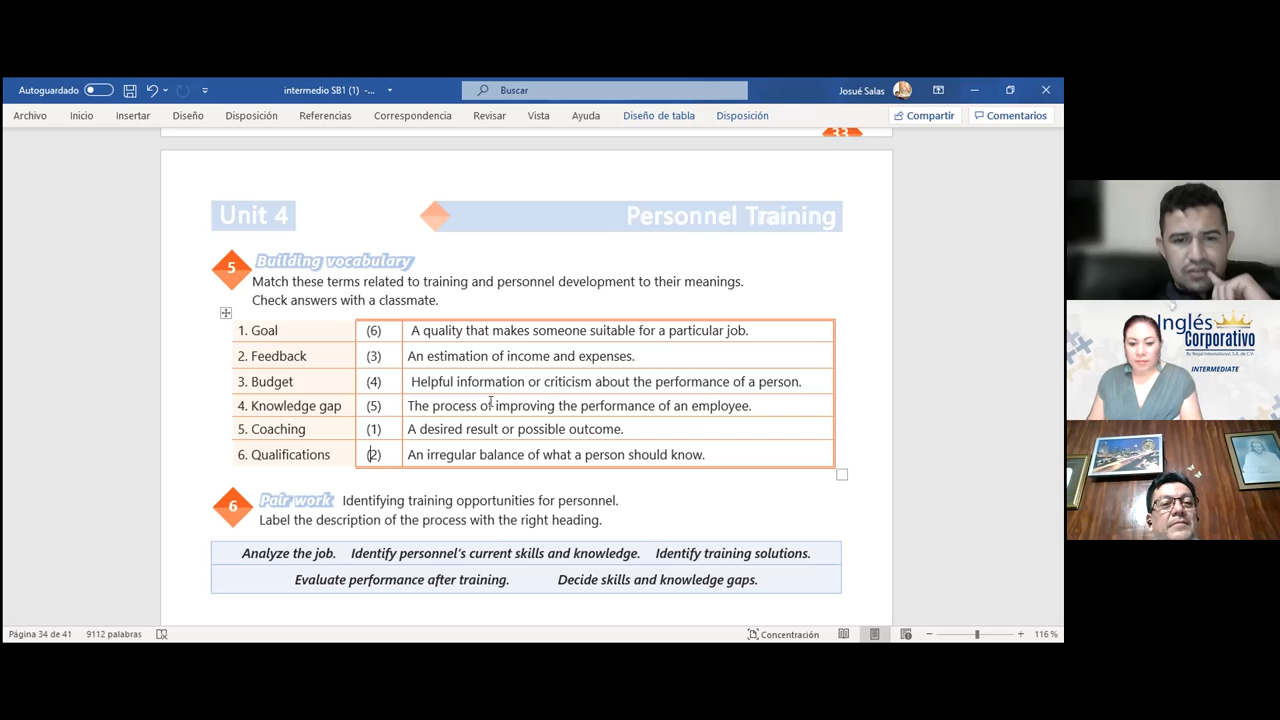 Autoguardado
intermedio SB1 (1) -...
Buscar
Josué Salas
Archivo Inicio Insertar Diseño Disposición Referencias Correspondencia Revisar Vista Ayuda Diseño de tabla Disposición Compartir Comentarios
33
Unit 4 Personnel Training
5 Building vocabulary
Match these terms related to training and personnel development to their meanings.
Check answers with a classmate.
1. Goal (6) A quality that makes someone suitable for a particular job.
2. Feedback (3) An estimation of income and expenses.
3. Budget (4) Helpful information or criticism about the performance of a person.
4. Knowledge gap (5) The process of improving the performance of an employee.
5. Coaching (1) A desired result or possible outcome.
6. Qualifications (2) An irregular balance of what a person should know.
6 Pair work Identifying training opportunities for personnel.
Label the description of the process with the right heading.
Analyze the job. Identify personnel's current skills and knowledge. Identify training solutions.
Evaluate performance after training. Decide skills and knowledge gaps.
Página 34 de 41 9112 palabras Concentración 116 %
Inglés
Corporativo
By Regal International, S.A. de C.V.
INTERMEDIATE